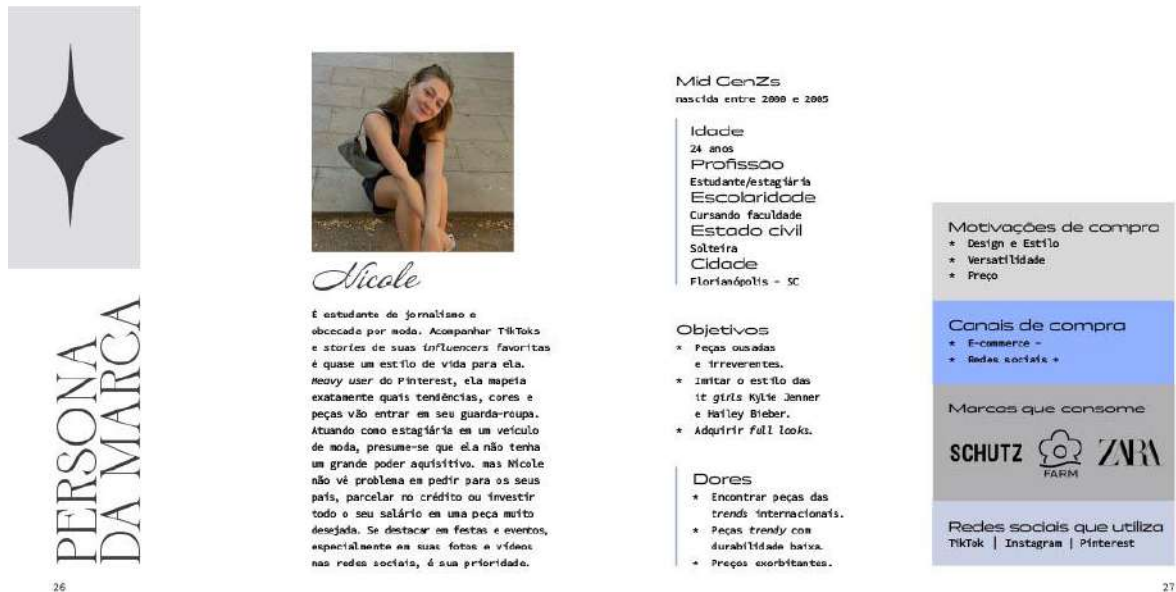 PERSONA
DA MARCA
26
Nicole
É estudante de jornalismo e
obcecada por moda. Acompanhar TikToks
e stories de suas influencers favoritas
é quase um estilo de vida para ela.
Heavy user do Pinterest, ela mapeia
exatamente quais tendências, cores e
peças vão entrar em seu guarda-roupa.
Atuando como estagiária em um veículo
de moda, presume-se que ela não tenha
um grande poder aquisitivo. mas Nicole
não vê problema em pedir para os seus
pais, parcelar no crédito ou investir
todo o seu salário em uma peça muito
desejada. Se destacar em festas e eventos,
especialmente em suas fotos e vídeos
nas redes sociais, é sua prioridade.
Mid GenZs
nascida entre 2000 e 2005
Idade
24 anos
Profissão
Estudante/estagiária
Escolaridade
Cursando faculdade
Estado civil
Solteira
Cidade
Florianópolis - SC
Objetivos
* Peças ousadas
e irreverentes.
* Imitar o estilo das
it girls Kylie Jenner
e Hailey Bieber.
* Adquirir full looks.
Dores
* Encontrar peças das
trends internacionais.
* Peças trendy com
durabilidade baixa.
* Preços exorbitantes.
Motivações de compra
* Design e Estilo
* Versatilidade
* Preço
Canais de compra
* E-commerce -
* Redes sociais +
Marcas que consome
SCHUTZ FARM ZARA
Redes sociais que utiliza
TikTok | Instagram | Pinterest
27